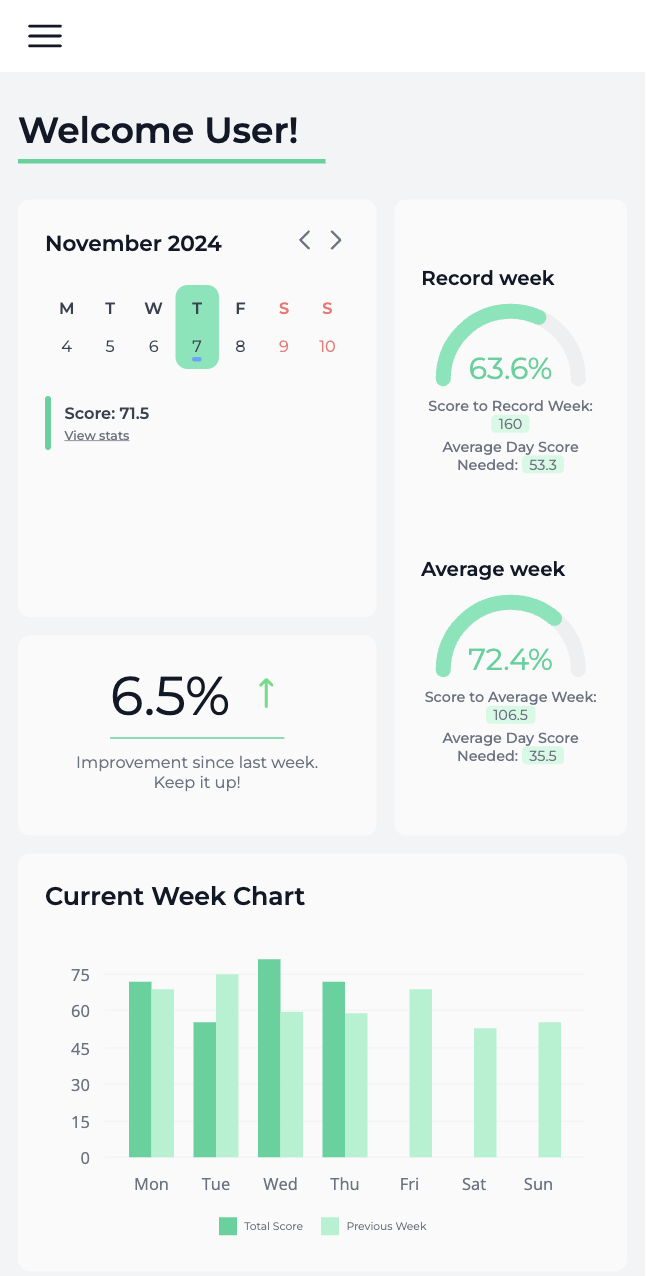 Welcome User!
November 2024
M T W T F S S
4 5 6 7 8 9 10
Score: 71.5
View stats
6.5% ↑
Improvement since last week.
Keep it up!
Record week
63.6%
Score to Record Week:
160
Average Day Score
Needed: 53.3
Average week
72.4%
Score to Average Week:
106.5
Average Day Score
Needed: 35.5
Current Week Chart
75
60
45
30
15
0
Mon Tue Wed Thu Fri Sat Sun
Total Score Previous Week